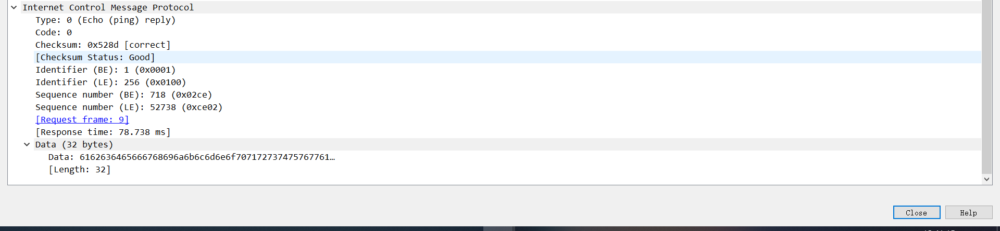 Internet Control Message Protocol
Type: 0 (Echo (ping) reply)
Code: 0
Checksum: 0x528d [correct]
[Checksum Status: Good]
Identifier (BE): 1 (0x0001)
Identifier (LE): 256 (0x0100)
Sequence number (BE): 718 (0x02ce)
Sequence number (LE): 52738 (0xce02)
[Request frame: 9]
[Response time: 78.738 ms]
Data (32 bytes)
Data: 6162636465666768696a6b6c6d6e6f7071727374757677​61…
[Length: 32]
Close Help